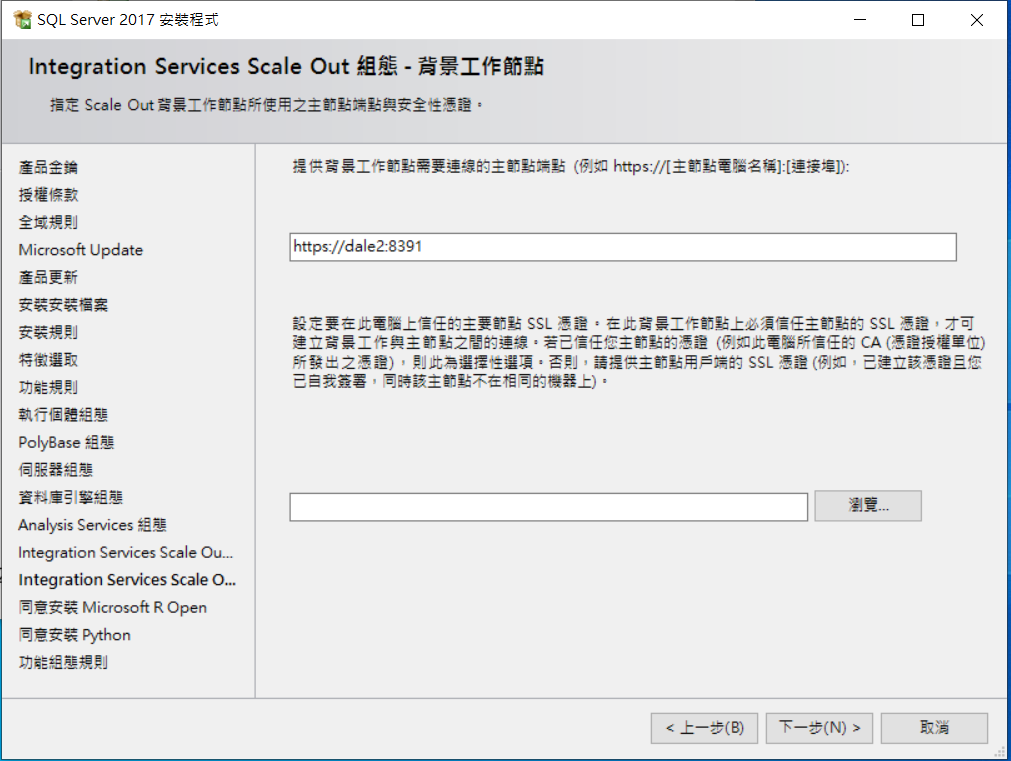 SQL Server 2017 安裝程式
Integration Services Scale Out 組態 - 背景工作節點
指定 Scale Out 背景工作節點所使用之主節點端點與安全性憑證。
產品金鑰
授權條款
全域規則
Microsoft Update
產品更新
安裝安裝檔案
安裝規則
特徵選取
功能規則
執行個體組態
PolyBase 組態
伺服器組態
資料庫引擎組態
Analysis Services 組態
Integration Services Scale Ou...
Integration Services Scale O...
同意安裝 Microsoft R Open
同意安裝 Python
功能組態規則
提供背景工作節點需要連線的主節點端點 (例如 https://[主節點電腦名稱]:[連接埠]):
https://dale2:8391
設定要在此電腦上信任的主要節點 SSL 憑證。在此背景工作節點上必須信任主節點的 SSL 憑證，才可
建立背景工作與主節點之間的連線。若已信任您主節點的憑證 (例如此電腦所信任的 CA (憑證授權單位)
所發出之憑證)，則此為選擇性選項。否則，請提供主節點用戶端的 SSL 憑證 (例如，已建立該憑證且您
已自我簽署，同時該主節點不在相同的機器上)。
瀏覽...
< 上一步(B)
下一步(N) >
取消